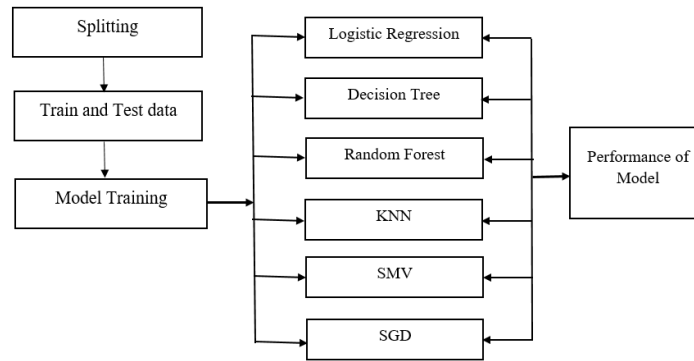 Splitting
Train and Test data
Model Training
Logistic Regression
Decision Tree
Random Forest
KNN
SMV
SGD
Performance of
Model